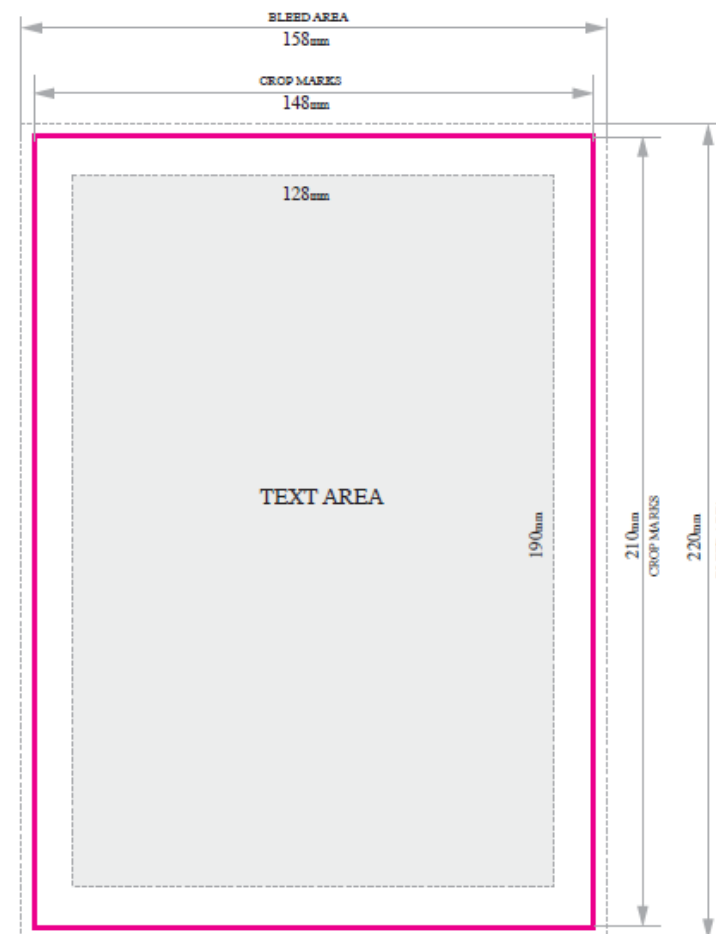 BLEED AREA
158mm
CROP MARKS
148mm
128mm
TEXT AREA
190mm
210mm
CROP MARKS
220mm